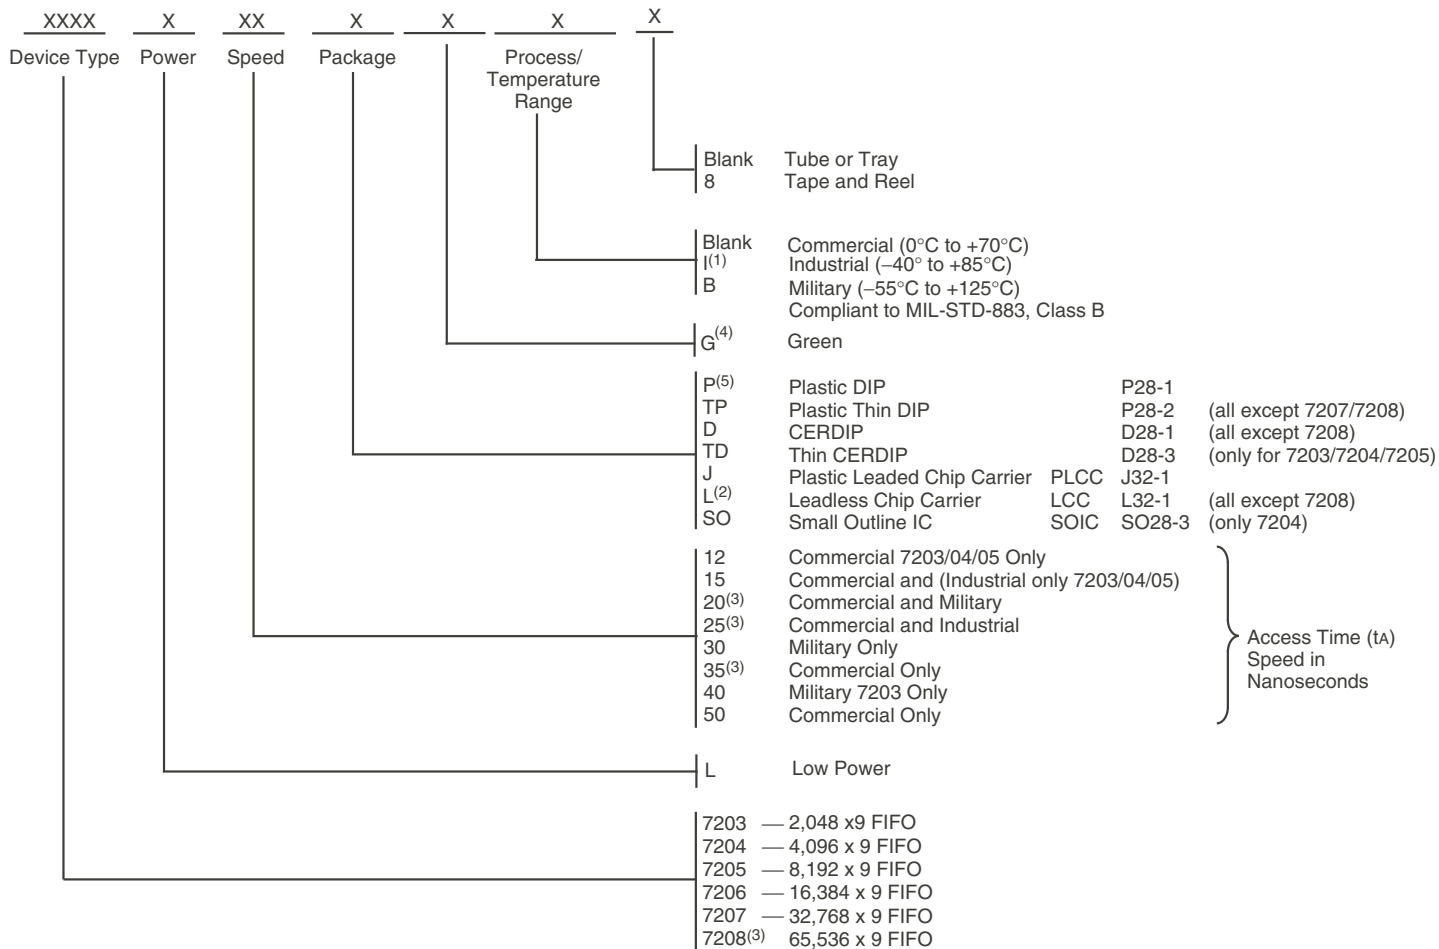 XXXX X XX X X X X
Device Type Power Speed Package Process/
Temperature
Range
Blank Tube or Tray
8 Tape and Reel
Blank Commercial (0°C to +70°C)
I(1) Industrial (–40° to +85°C)
B Military (–55°C to +125°C)
Compliant to MIL-STD-883, Class B
G(4) Green
P(5) Plastic DIP P28-1
TP Plastic Thin DIP P28-2 (all except 7207/7208)
D CERDIP D28-1 (all except 7208)
TD Thin CERDIP D28-3 (only for 7203/7204/7205)
J Plastic Leaded Chip Carrier PLCC J32-1
L(2) Leadless Chip Carrier LCC L32-1 (all except 7208)
SO Small Outline IC SOIC SO28-3 (only 7204)
12 Commercial 7203/04/05 Only
15 Commercial and (Industrial only 7203/04/05)
20(3) Commercial and Military
25(3) Commercial and Industrial
30 Military Only
35(3) Commercial Only
40 Military 7203 Only
50 Commercial Only
Access Time (tA)
Speed in
Nanoseconds
L Low Power
7203 — 2,048 x9 FIFO
7204 — 4,096 x 9 FIFO
7205 — 8,192 x 9 FIFO
7206 — 16,384 x 9 FIFO
7207 — 32,768 x 9 FIFO
7208(3) 65,536 x 9 FIFO